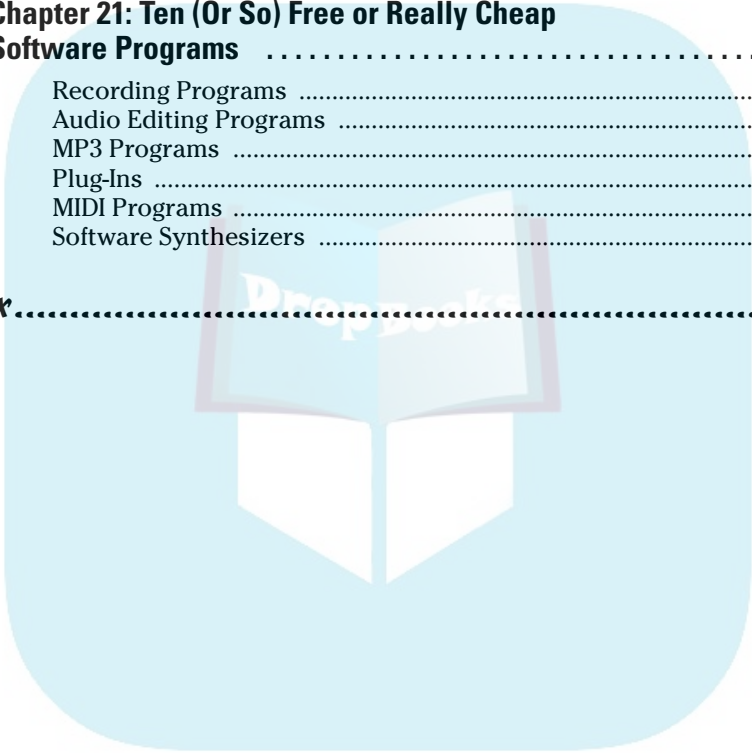 Chapter 21: Ten (Or So) Free or Really Cheap
Software Programs ....................................
Recording Programs ....................................................................................
Audio Editing Programs ..............................................................................
MP3 Programs ..............................................................................................
Plug-Ins ..........................................................................................................
MIDI Programs ..............................................................................................
Software Synthesizers ..................................................................................
DropBooks